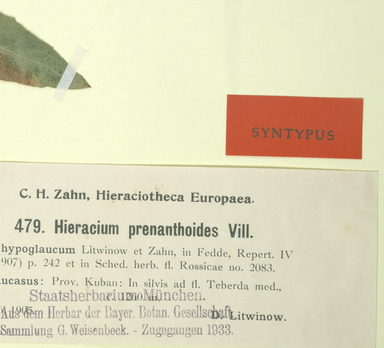 SYNTYPUS
C. H. Zahn, Hieraciotheca Europaea.
479. Hieracium prenanthoides Vill.
hypoglaucum Litwinow et Zahn, in Fedde, Repert. IV
907) p. 242 et in Sched. herb. fl. Rossicae no. 2083.
ucasus: Prov. Kuban: In silvis ad fl. Teberda med.,
Staatsherbarium München.
1905. D. Litwinow.
Aus dem Herbar der Bayer. Botan. Gesellschaft
Sammlung G. Weisenbeck. - Zugegangen 1933.